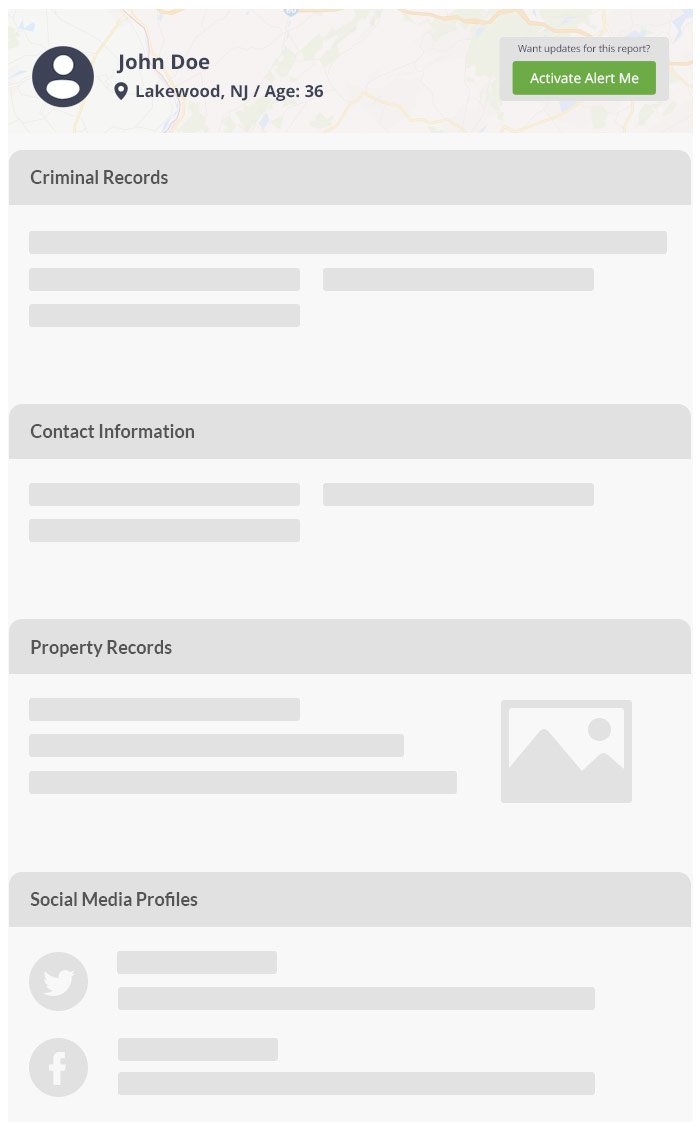 John Doe
Lakewood, NJ / Age: 36
Want updates for this report?
Activate Alert Me
Criminal Records
Contact Information
Property Records
Social Media Profiles